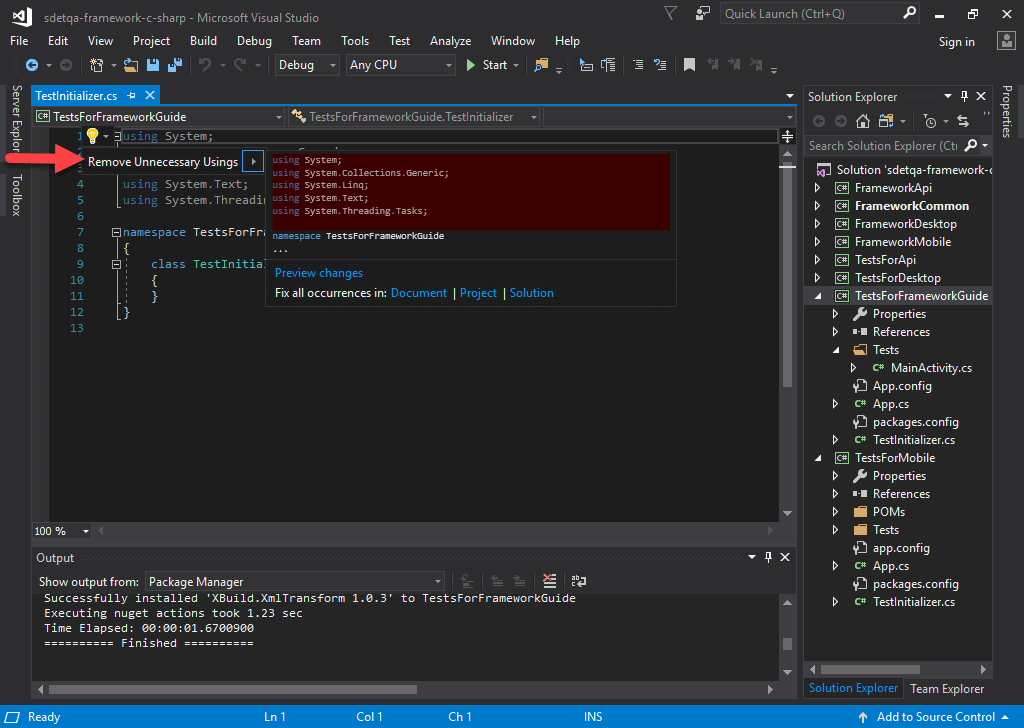 sdetqa-framework-c-sharp - Microsoft Visual Studio
Quick Launch (Ctrl+Q)
File Edit View Project Build Debug Team Tools Test Analyze Window Help
Sign in
Debug Any CPU Start
Server Explor
Toolbox
TestInitializer.cs
TestsForFrameworkGuide TestsForFrameworkGuide.TestInitializer
1 using System;
Remove Unnecessary Usings
4 using System.Text;
5 using System.Threadin
6
7 namespace TestsForFra
8 {
9 class TestInitial
10 {
11 }
12 }
13
using System;
using System.Collections.Generic;
using System.Linq;
using System.Text;
using System.Threading.Tasks;
namespace TestsForFrameworkGuide
...
Preview changes
Fix all occurrences in: Document | Project | Solution
100 %
Output
Show output from: Package Manager
Successfully installed 'XBuild.XmlTransform 1.0.3' to TestsForFrameworkGuide
Executing nuget actions took 1.23 sec
Time Elapsed: 00:00:01.6700900
========== Finished ==========
Solution Explorer
Search Solution Explorer (Ctrl
Solution 'sdetqa-framework-c
C# FrameworkApi
C# FrameworkCommon
C# FrameworkDesktop
C# FrameworkMobile
C# TestsForApi
C# TestsForDesktop
C# TestsForFrameworkGuide
Properties
References
Tests
C# MainActivity.cs
App.config
C# App.cs
packages.config
C# TestInitializer.cs
C# TestsForMobile
Properties
References
POMs
Tests
app.config
C# App.cs
packages.config
C# TestInitializer.cs
Solution Explorer Team Explorer
Properties
Ready Ln 1 Col 1 Ch 1 INS Add to Source Control